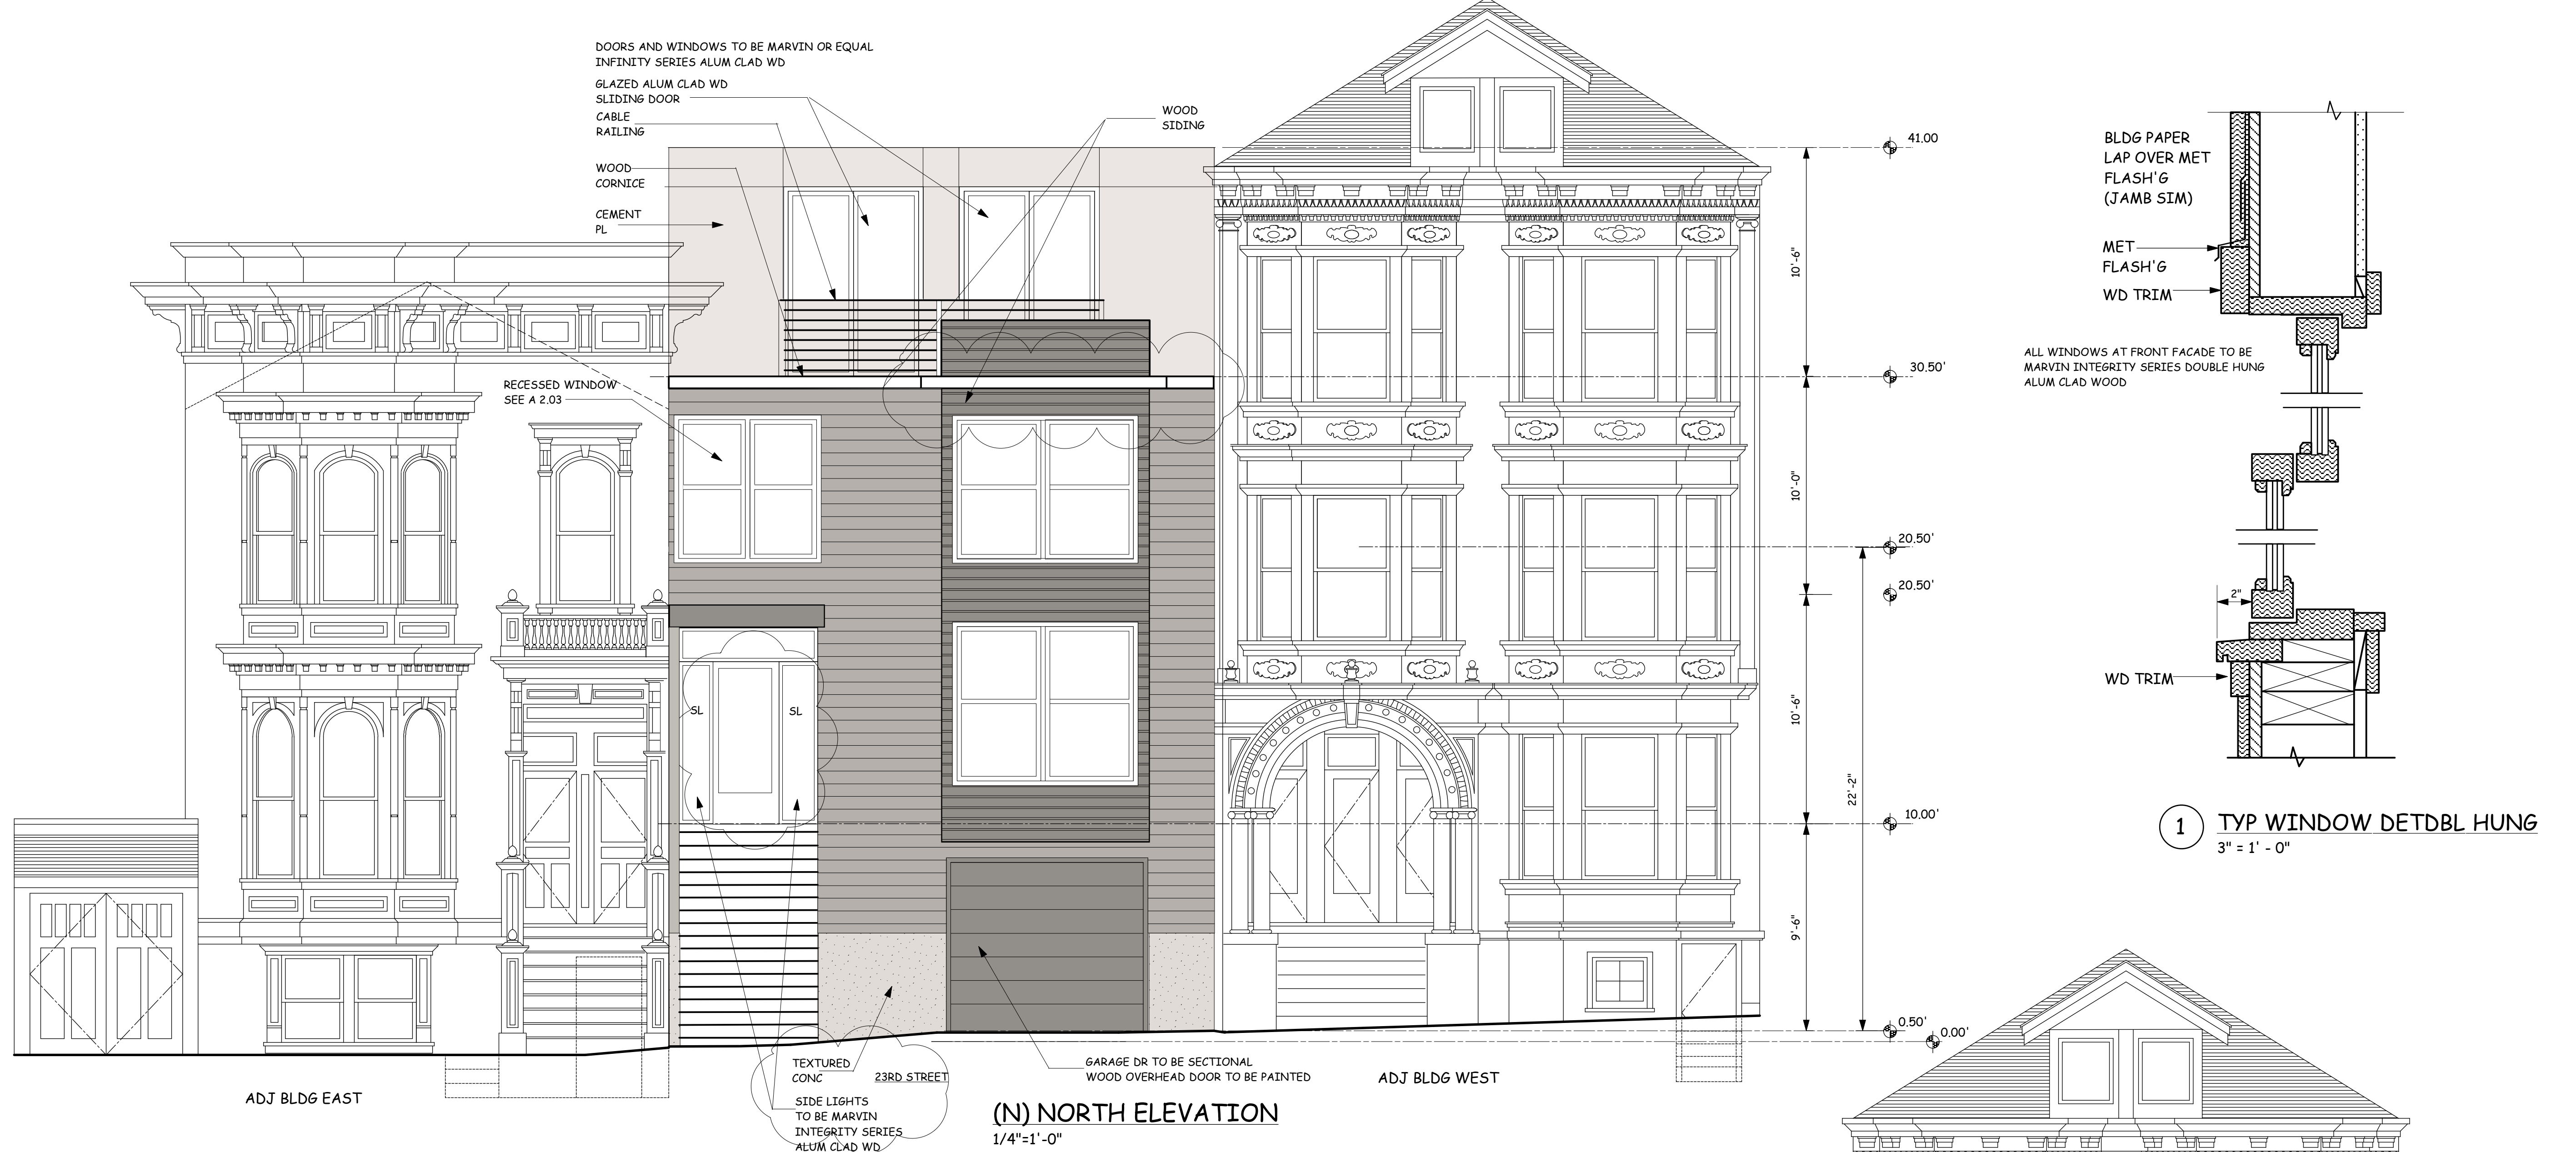 DOORS AND WINDOWS TO BE MARVIN OR EQUAL
INFINITY SERIES ALUM CLAD WD
GLAZED ALUM CLAD WD
SLIDING DOOR
CABLE
RAILING
WOOD
SIDING
WOOD
CORNICE
CEMENT
PL
RECESSED WINDOW
SEE A 2.03
SL
SL
41.00
10'-6"
30.50'
10'-0"
20.50'
20.50'
10'-6"
22'-2"
10.00'
9'-6"
0.50'
0.00'
TEXTURED
CONC
23RD STREET
SIDE LIGHTS
TO BE MARVIN
INTEGRITY SERIES
ALUM CLAD WD
GARAGE DR TO BE SECTIONAL
WOOD OVERHEAD DOOR TO BE PAINTED
ADJ BLDG EAST
ADJ BLDG WEST
(N) NORTH ELEVATION
1/4"=1'-0"
BLDG PAPER
LAP OVER MET
FLASH'G
(JAMB SIM)
MET
FLASH'G
WD TRIM
ALL WINDOWS AT FRONT FACADE TO BE
MARVIN INTEGRITY SERIES DOUBLE HUNG
ALUM CLAD WOOD
2"
WD TRIM
1
TYP WINDOW DETDBL HUNG
3" = 1' - 0"